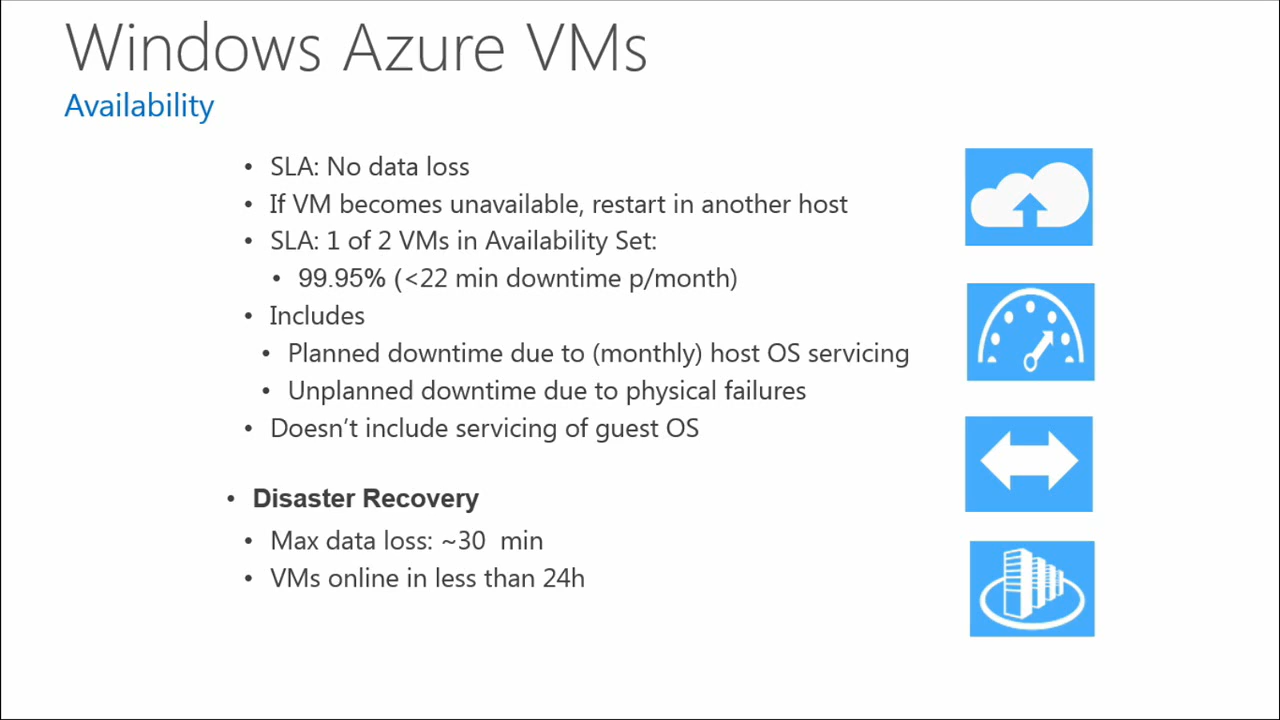 Windows Azure VMs
Availability
• SLA: No data loss
• If VM becomes unavailable, restart in another host
• SLA: 1 of 2 VMs in Availability Set:
• 99.95% (<22 min downtime p/month)
• Includes
• Planned downtime due to (monthly) host OS servicing
• Unplanned downtime due to physical failures
• Doesn’t include servicing of guest OS
• Disaster Recovery
• Max data loss: ~30 min
• VMs online in less than 24h